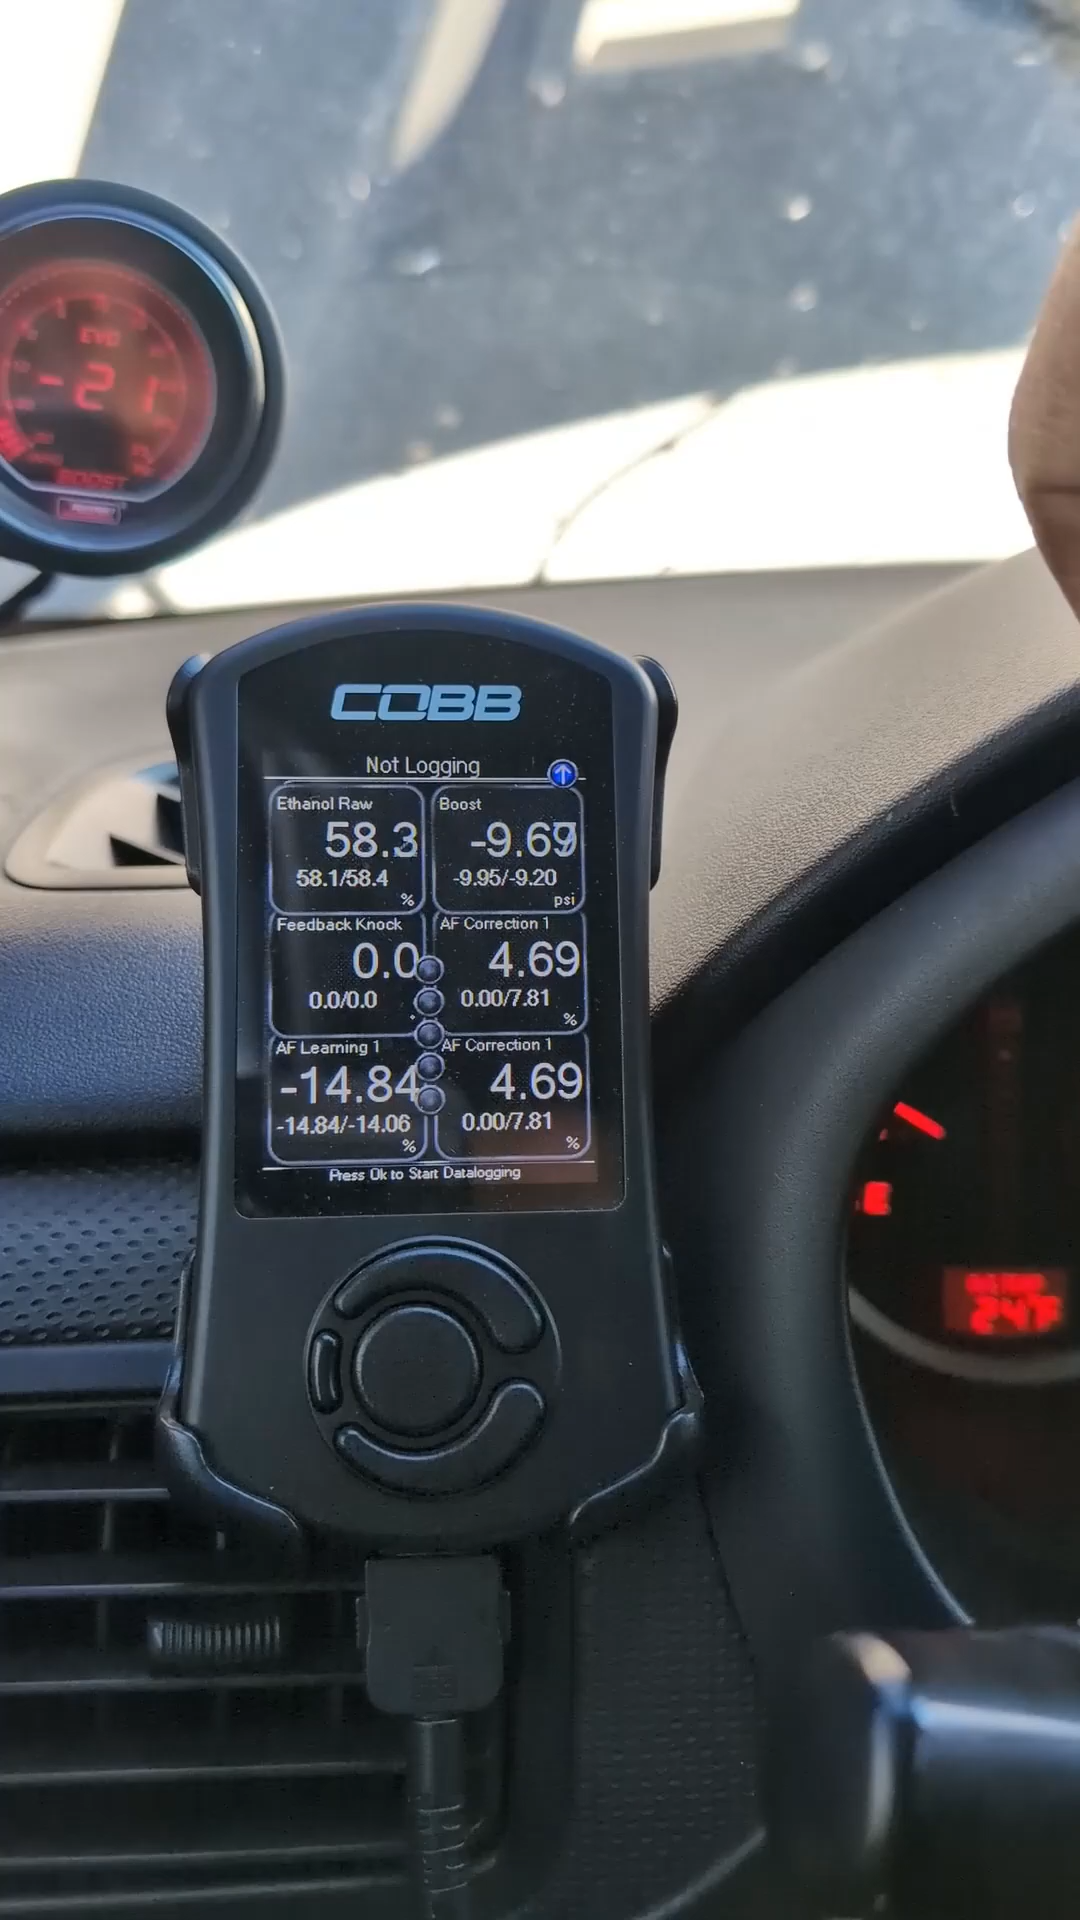 EVO
-21
BOOST
COBB
Not Logging
Ethanol Raw
58.3
58.1/58.4
%
Boost
-9.69
-9.95/-9.20
psi
Feedback Knock
0.0
0.0/0.0
°
AF Correction 1
4.69
0.00/7.81
%
AF Learning 1
-14.84
-14.84/-14.06
%
AF Correction 1
4.69
0.00/7.81
%
Press Ok to Start Datalogging
E